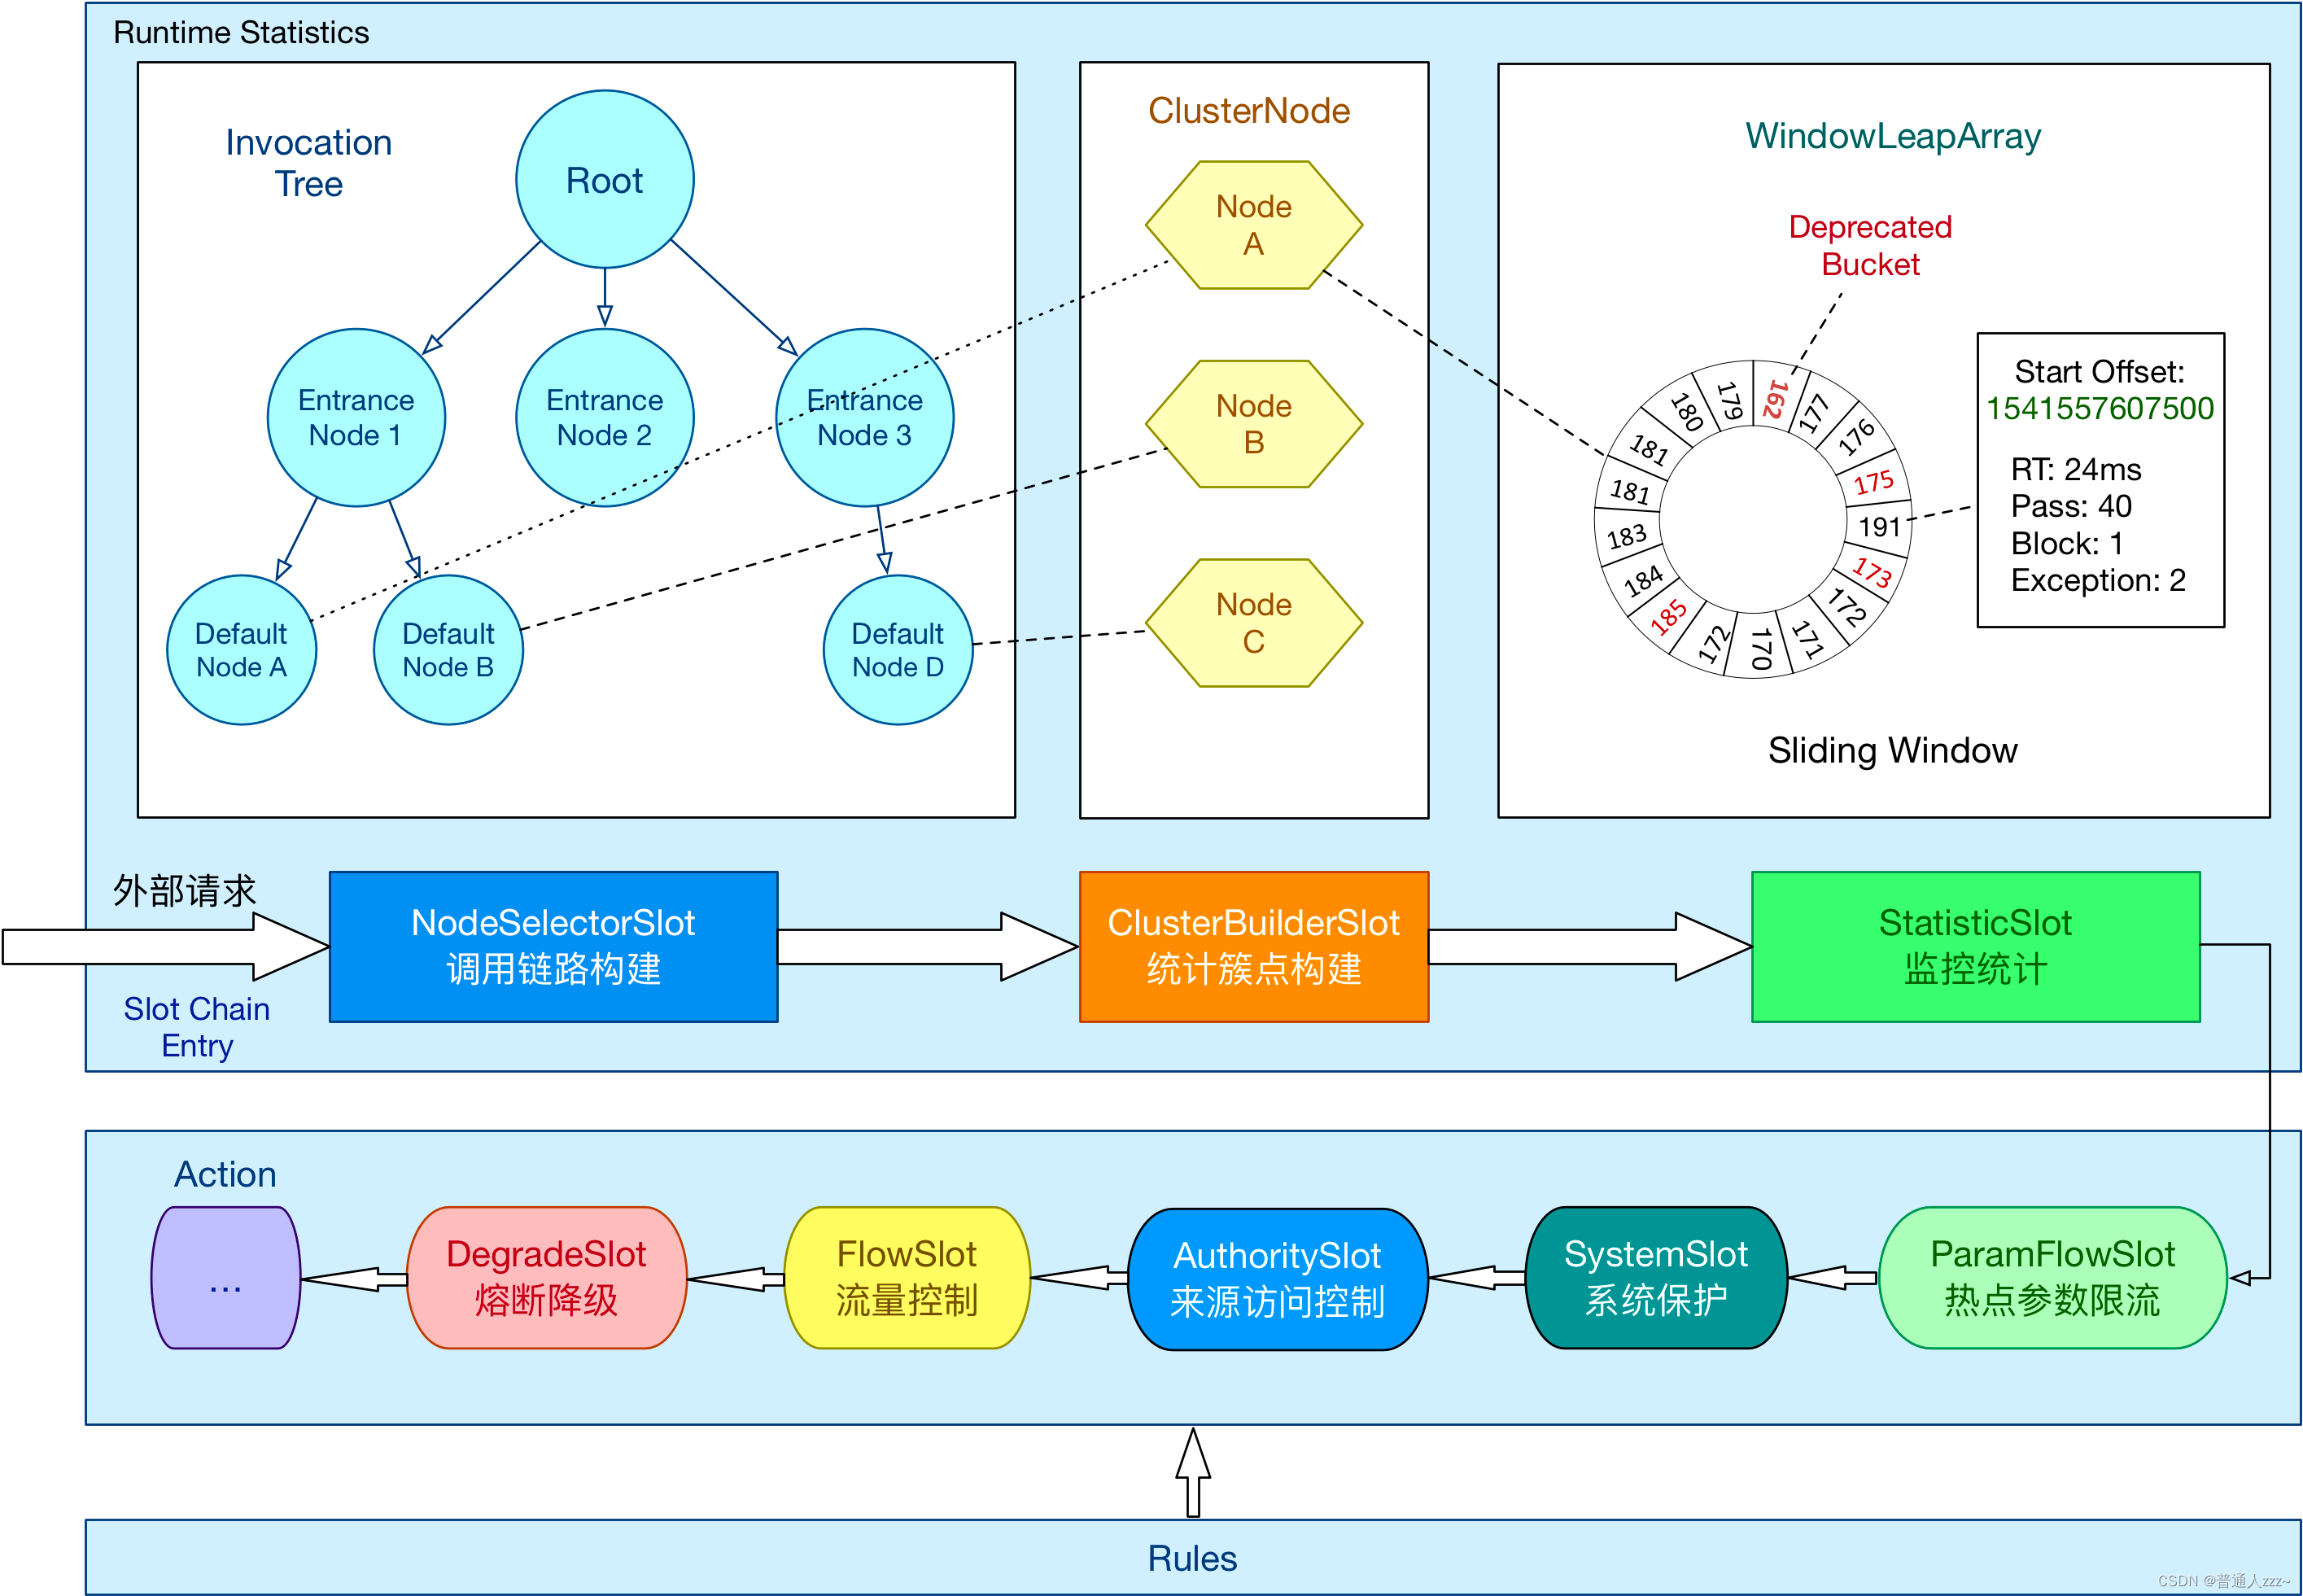 Runtime Statistics
Invocation
Tree
Root
Entrance
Node 1
Entrance
Node 2
Entrance
Node 3
Default
Node A
Default
Node B
Default
Node D
ClusterNode
Node
A
Node
B
Node
C
WindowLeapArray
Deprecated
Bucket
162
177
176
175
191
173
172
171
170
172
185
184
183
181
181
180
179
Start Offset:
1541557607500
RT: 24ms
Pass: 40
Block: 1
Exception: 2
Sliding Window
外部请求
Slot Chain
Entry
NodeSelectorSlot
调用链路构建
ClusterBuilderSlot
统计簇点构建
StatisticSlot
监控统计
Action
...
DegradeSlot
熔断降级
FlowSlot
流量控制
AuthoritySlot
来源访问控制
SystemSlot
系统保护
ParamFlowSlot
热点参数限流
Rules
CSDN @普通人zzz~